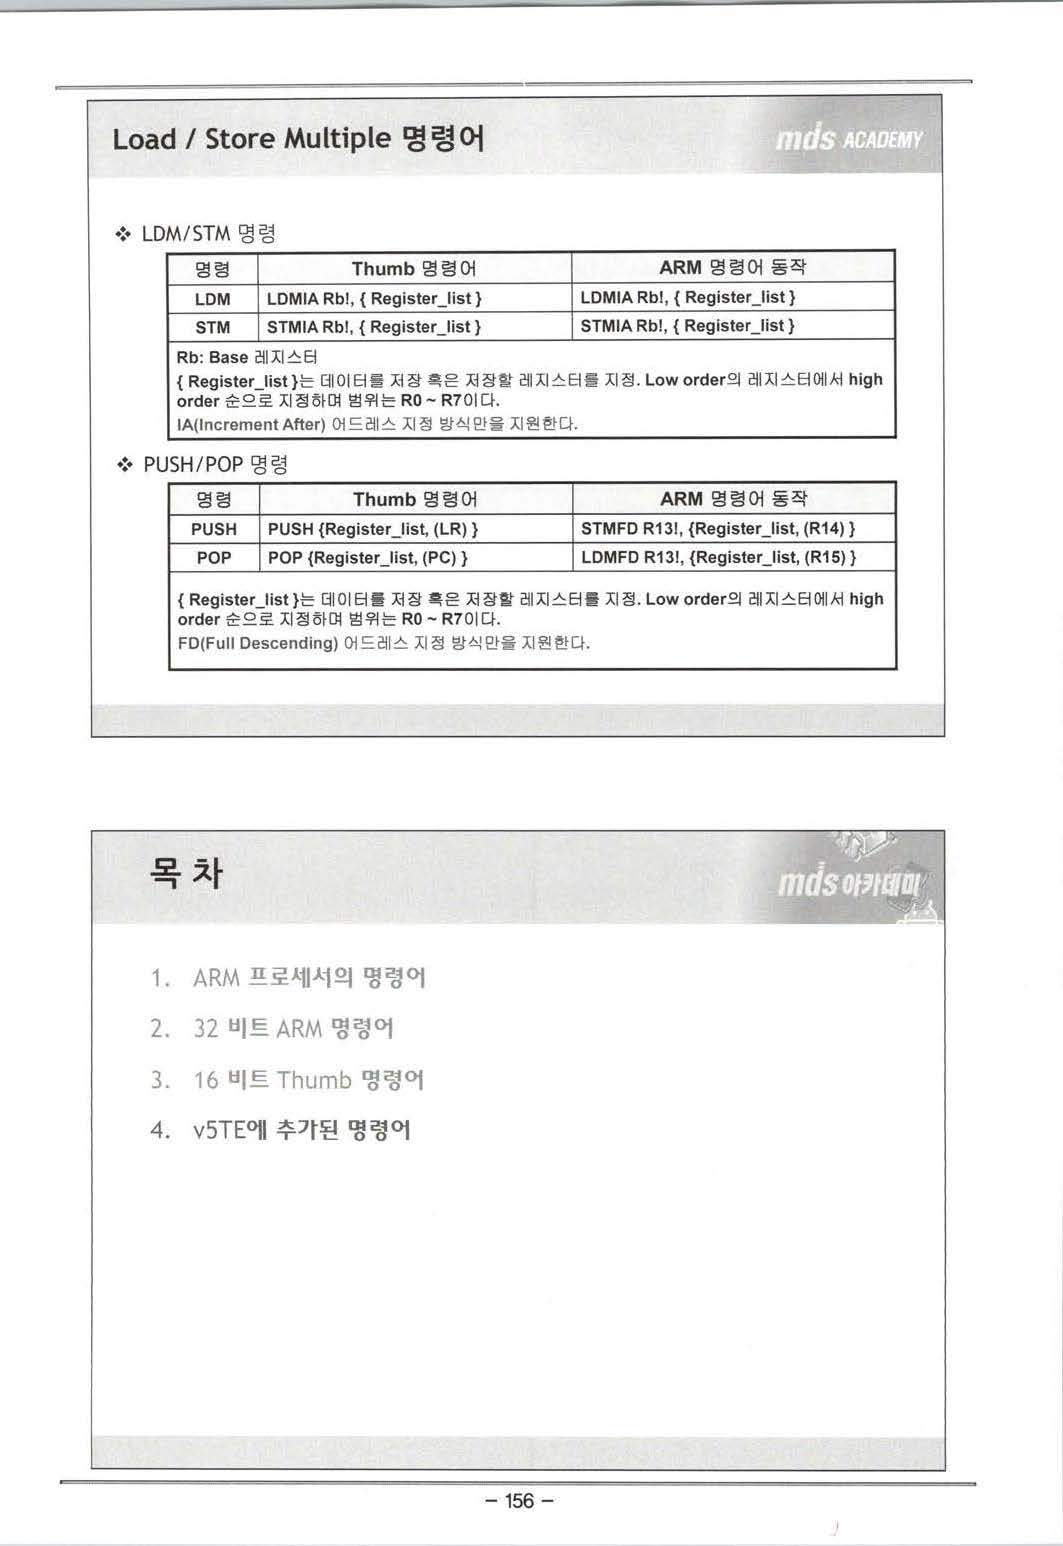 Load / Store Multiple 명령어
mds ACADEMY
❖ LDM/STM 명령
명령 Thumb 명령어 ARM 명령어 동작
LDM LDMIA Rb!, { Register_list } LDMIA Rb!, { Register_list }
STM STMIA Rb!, { Register_list } STMIA Rb!, { Register_list }
Rb: Base 레지스터
{ Register_list }는 데이터를 저장 혹은 저장할 레지스터를 지정. Low order의 레지스터에서 high
order 순으로 지정하며 범위는 R0 ~ R7이다.
IA(Increment After) 어드레스 지정 방식만을 지원한다.
❖ PUSH/POP 명령
명령 Thumb 명령어 ARM 명령어 동작
PUSH PUSH {Register_list, (LR) } STMFD R13!, {Register_list, (R14) }
POP POP {Register_list, (PC) } LDMFD R13!, {Register_list, (R15) }
{ Register_list }는 데이터를 저장 혹은 저장할 레지스터를 지정. Low order의 레지스터에서 high
order 순으로 지정하며 범위는 R0 ~ R7이다.
FD(Full Descending) 어드레스 지정 방식만을 지원한다.
목 차
mds아카데미
1. ARM 프로세서의 명령어
2. 32 비트 ARM 명령어
3. 16 비트 Thumb 명령어
4. v5TE에 추가된 명령어
- 156 -